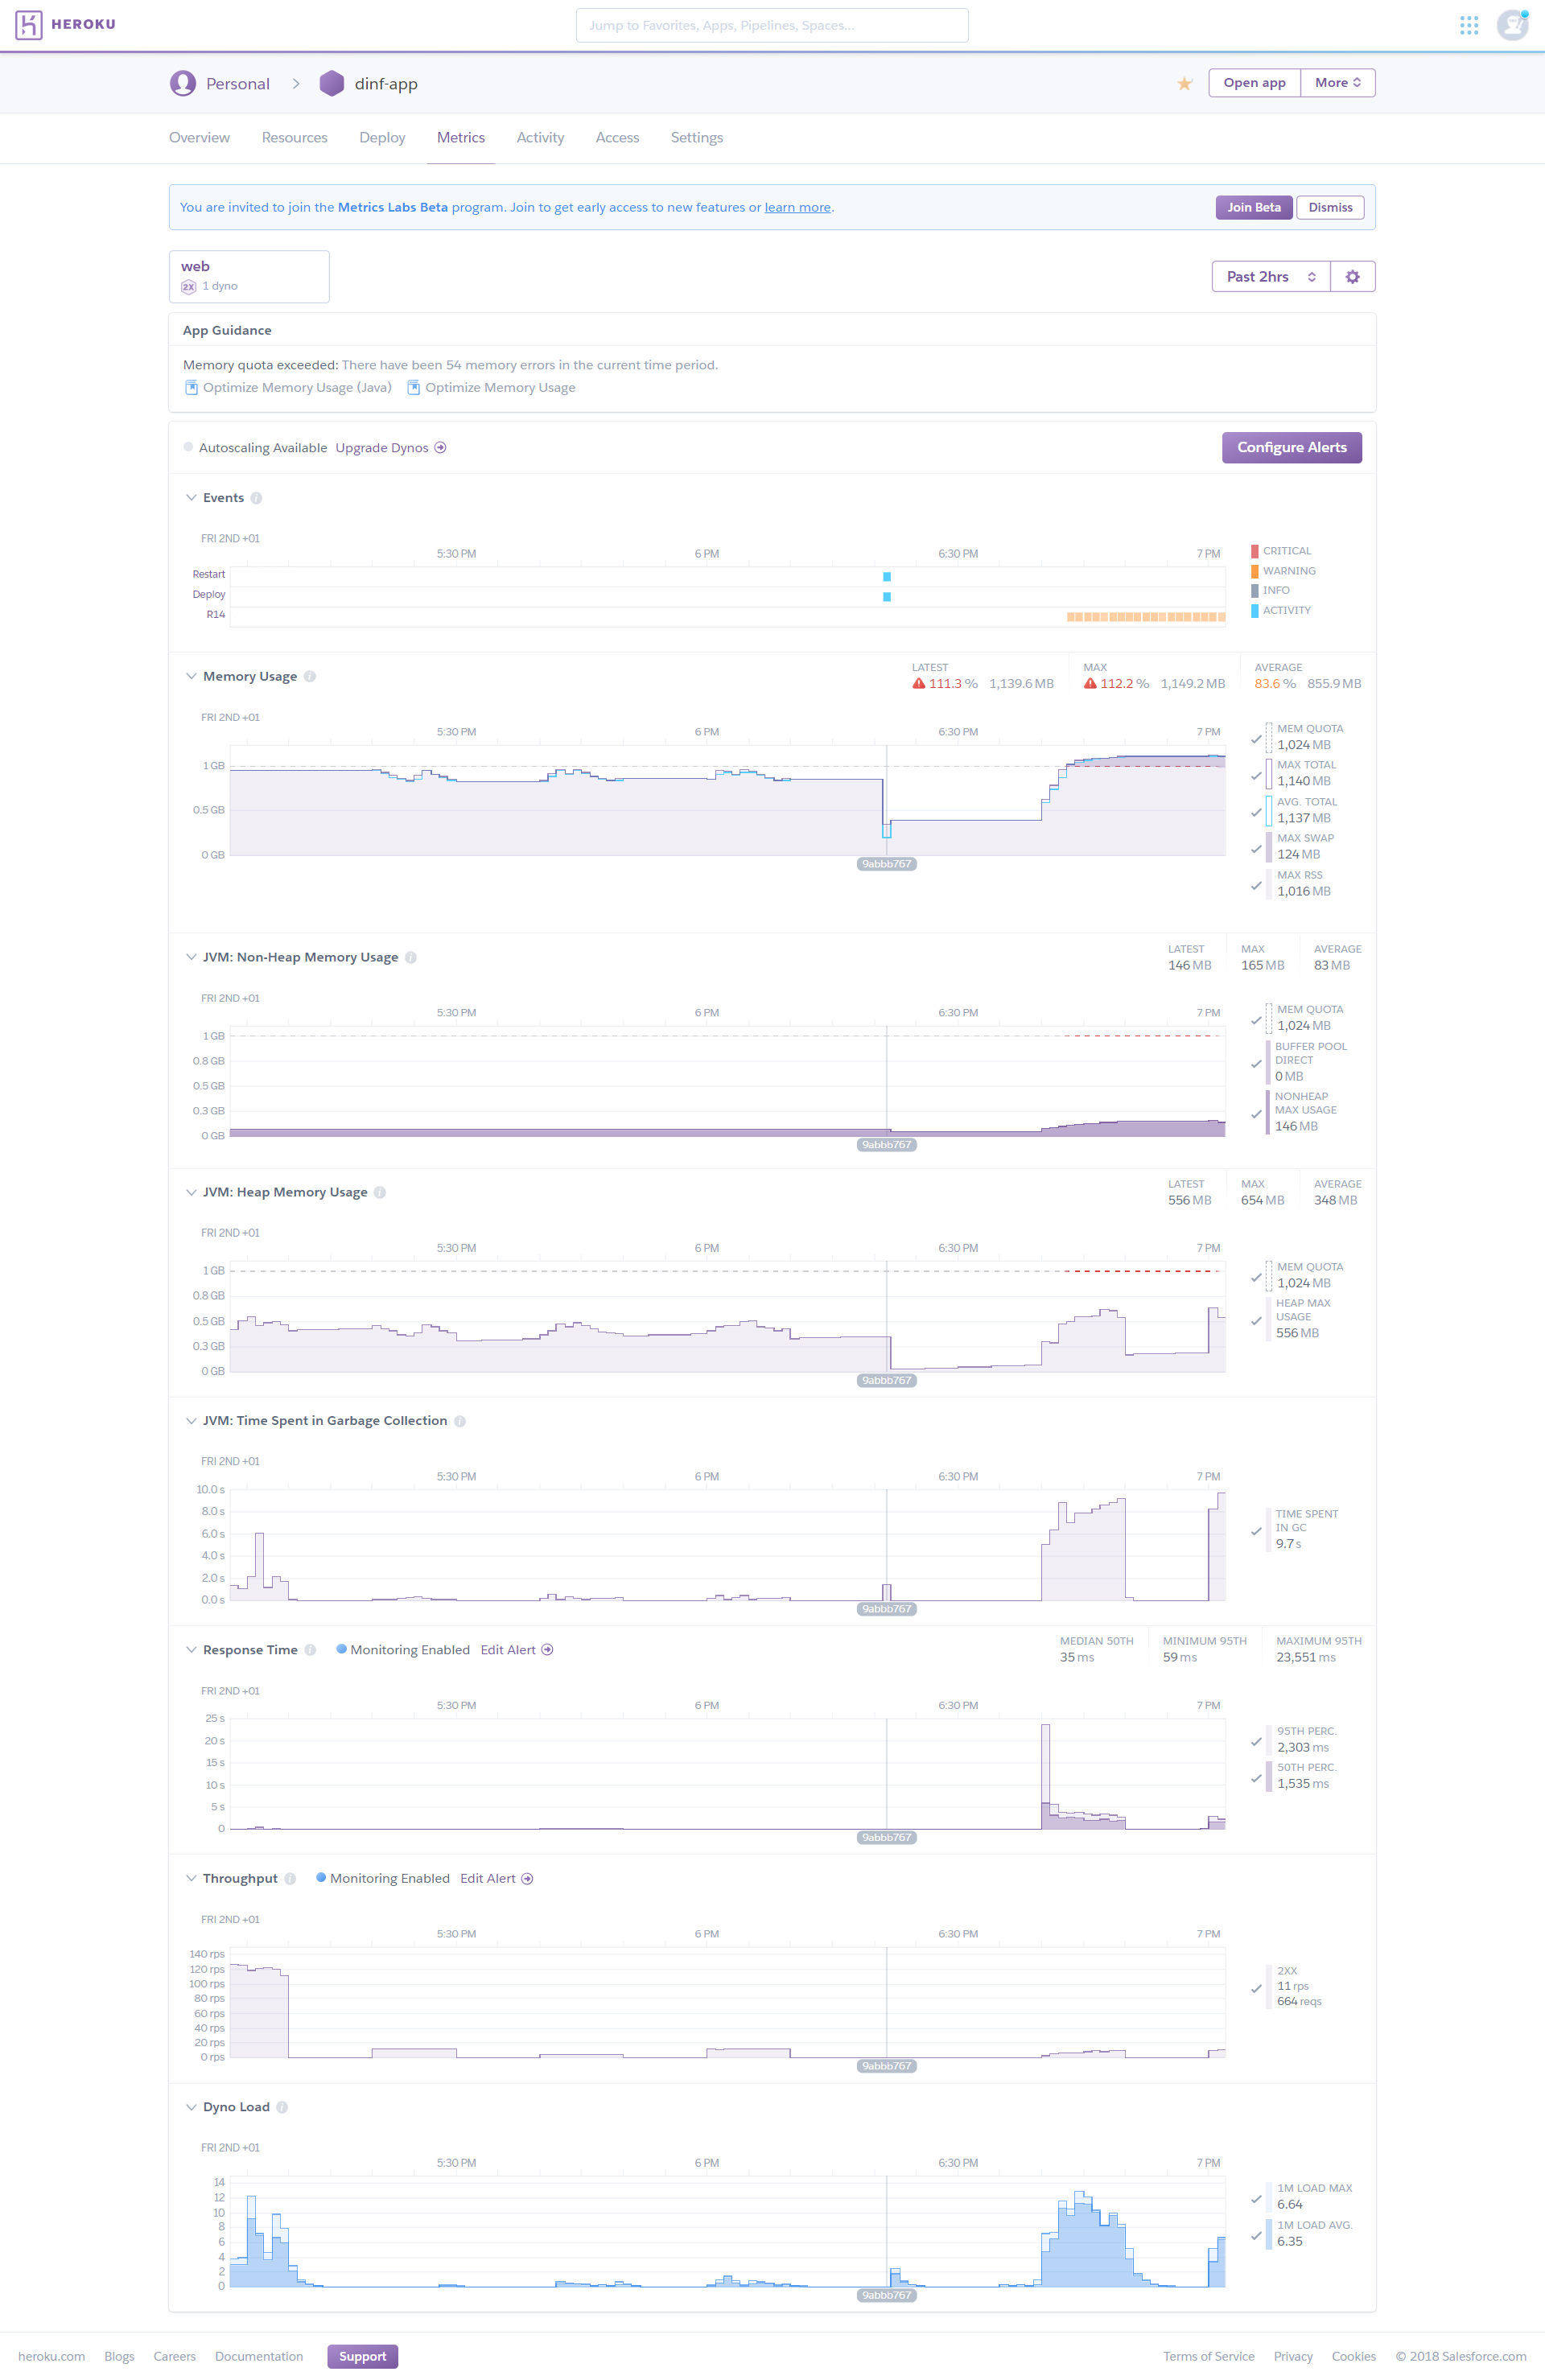 HEROKU
Jump to Favorites, Apps, Pipelines, Spaces...
Personal > dinf-app
Open app More
Overview Resources Deploy Metrics Activity Access Settings
You are invited to join the Metrics Labs Beta program. Join to get early access to new features or learn more.
Join Beta Dismiss
web
2X 1 dyno
Past 2hrs
App Guidance
Memory quota exceeded: There have been 54 memory errors in the current time period.
Optimize Memory Usage (Java) Optimize Memory Usage
Autoscaling Available Upgrade Dynos
Configure Alerts
Events
FRI 2ND +01
5:30 PM 6 PM 6:30 PM 7 PM
Restart
Deploy
R14
CRITICAL
WARNING
INFO
ACTIVITY
Memory Usage
LATEST MAX AVERAGE
111.3 % 1,139.6 MB 112.2 % 1,149.2 MB 83.6 % 855.9 MB
FRI 2ND +01
5:30 PM 6 PM 6:30 PM 7 PM
1 GB
0.5 GB
0 GB
9abbb767
MEM QUOTA
1,024 MB
MAX TOTAL
1,140 MB
AVG. TOTAL
1,137 MB
MAX SWAP
124 MB
MAX RSS
1,016 MB
JVM: Non-Heap Memory Usage
LATEST MAX AVERAGE
146 MB 165 MB 83 MB
FRI 2ND +01
5:30 PM 6 PM 6:30 PM 7 PM
1 GB
0.8 GB
0.5 GB
0.3 GB
0 GB
9abbb767
MEM QUOTA
1,024 MB
BUFFER POOL
DIRECT
0 MB
NONHEAP
MAX USAGE
146 MB
JVM: Heap Memory Usage
LATEST MAX AVERAGE
556 MB 654 MB 348 MB
FRI 2ND +01
5:30 PM 6 PM 6:30 PM 7 PM
1 GB
0.8 GB
0.5 GB
0.3 GB
0 GB
9abbb767
MEM QUOTA
1,024 MB
HEAP MAX
USAGE
556 MB
JVM: Time Spent in Garbage Collection
FRI 2ND +01
5:30 PM 6 PM 6:30 PM 7 PM
10.0 s
8.0 s
6.0 s
4.0 s
2.0 s
0.0 s
9abbb767
TIME SPENT
IN GC
9.7 s
Response Time Monitoring Enabled Edit Alert
MEDIAN 50TH MINIMUM 95TH MAXIMUM 95TH
35 ms 59 ms 23,551 ms
FRI 2ND +01
5:30 PM 6 PM 6:30 PM 7 PM
25 s
20 s
15 s
10 s
5 s
0
9abbb767
95TH PERC.
2,303 ms
50TH PERC.
1,535 ms
Throughput Monitoring Enabled Edit Alert
FRI 2ND +01
5:30 PM 6 PM 6:30 PM 7 PM
140 rps
120 rps
100 rps
80 rps
60 rps
40 rps
20 rps
0 rps
9abbb767
2XX
11 rps
664 reqs
Dyno Load
FRI 2ND +01
5:30 PM 6 PM 6:30 PM 7 PM
14
12
10
8
6
4
2
0
9abbb767
1M LOAD MAX
6.64
1M LOAD AVG.
6.35
heroku.com Blogs Careers Documentation Support
Terms of Service Privacy Cookies © 2018 Salesforce.com